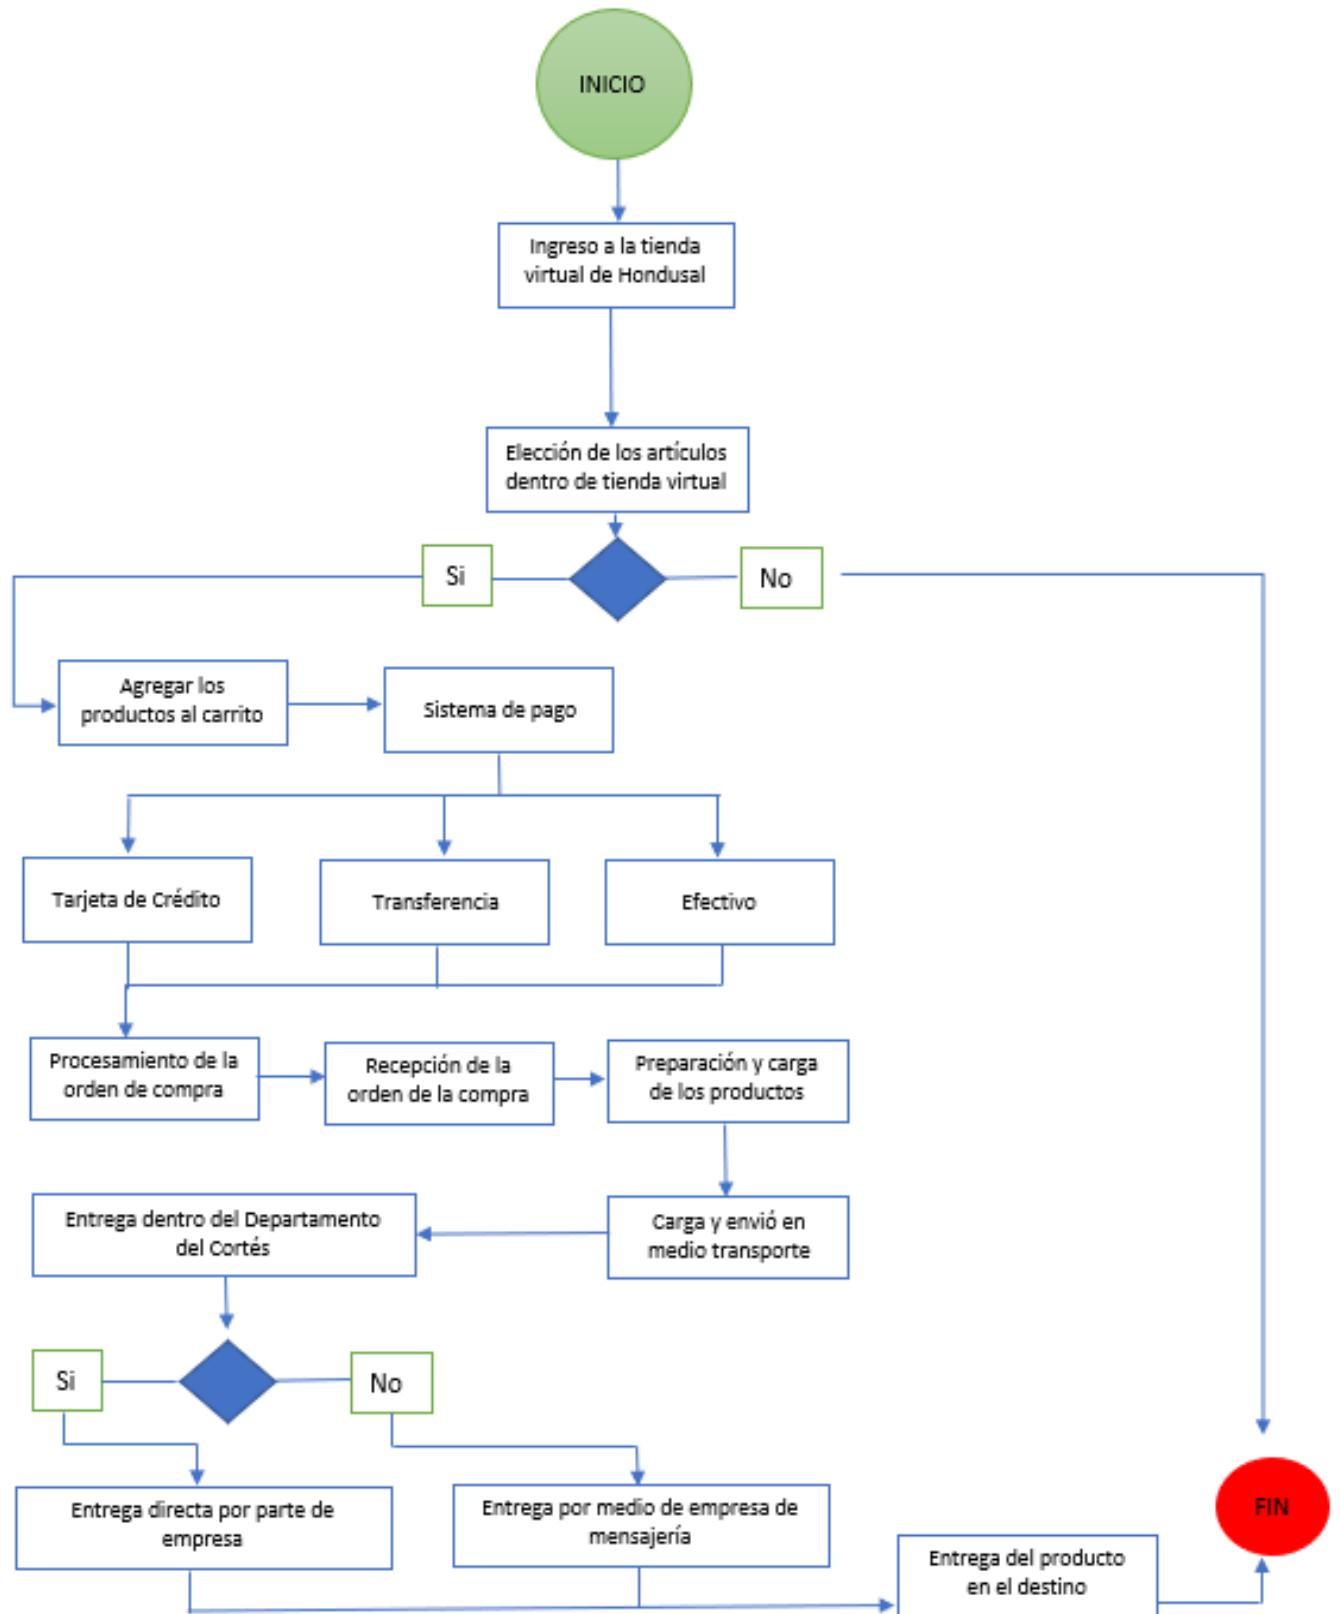 INICIO
Ingreso a la tienda
virtual de Hondusal
Elección de los artículos
dentro de tienda virtual
Si
No
Agregar los
productos al carrito
Sistema de pago
Tarjeta de Crédito
Transferencia
Efectivo
Procesamiento de la
orden de compra
Recepción de la
orden de la compra
Preparación y carga
de los productos
Entrega dentro del Departamento
del Cortés
Carga y envió en
medio transporte
Si
No
Entrega directa por parte de
empresa
Entrega por medio de empresa de
mensajería
Entrega del producto
en el destino
FIN